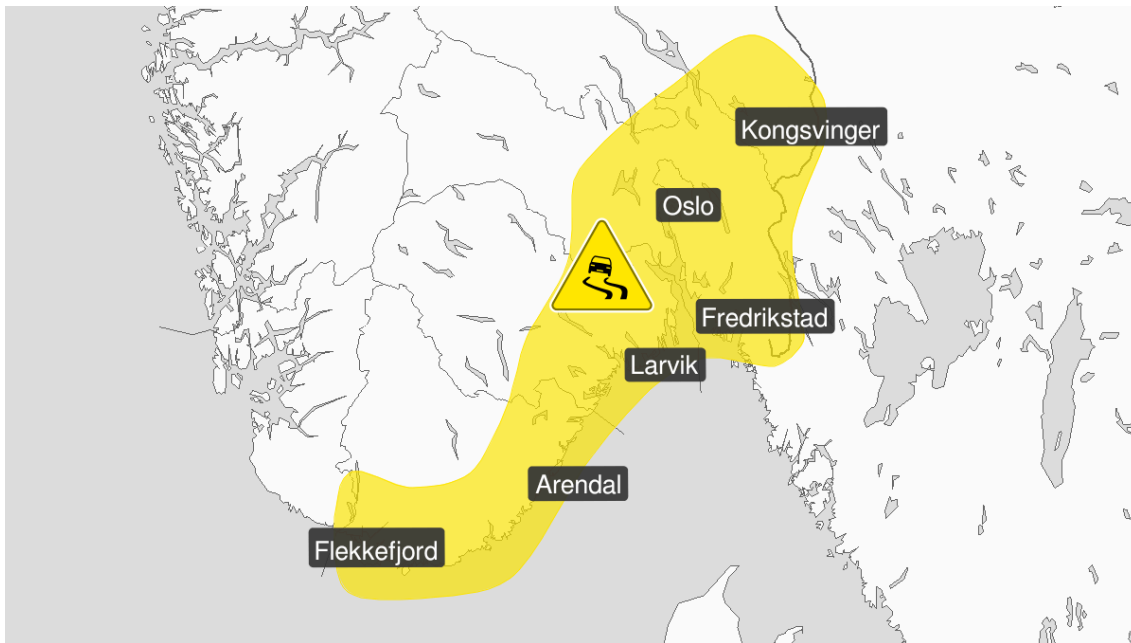 Kongsvinger
Oslo
Fredrikstad
Larvik
Arendal
Flekkefjord